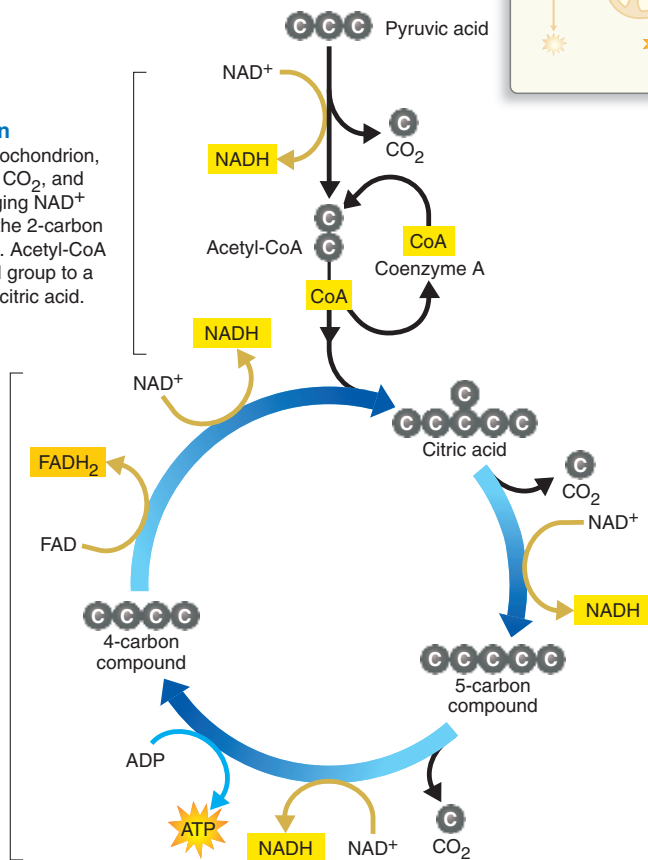 C C C Pyruvic acid
NAD+
C
CO2
NADH
n
ochondrion,
CO2, and
ging NAD+
the 2-carbon
. Acetyl-CoA
l group to a
citric acid.
C
C
Acetyl-CoA
CoA
Coenzyme A
CoA
NADH
NAD+
C
C C C C C
Citric acid
C
CO2
FADH2
NAD+
FAD
NADH
C C C C
4-carbon
compound
C C C C C
5-carbon
compound
ADP
ATP
NADH
NAD+
C
CO2